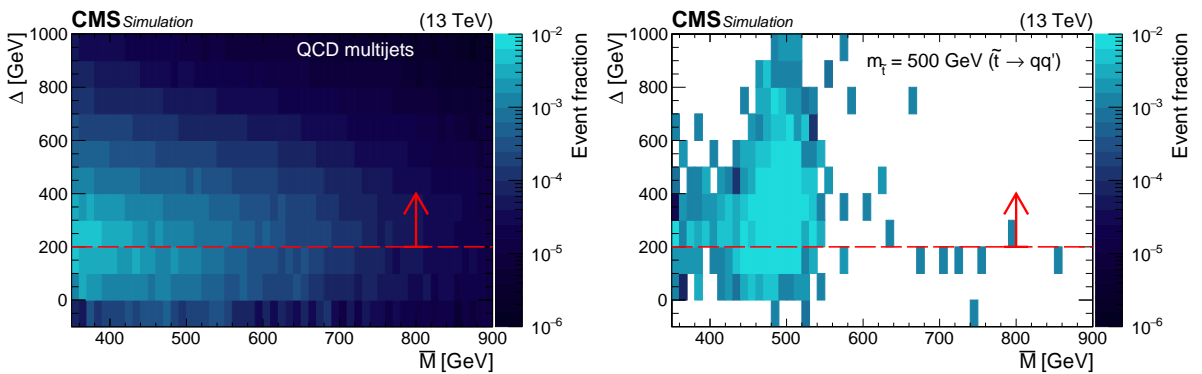 CMS Simulation (13 TeV)
QCD multijets
Δ [GeV]
1000
800
600
400
200
0
400 500 600 700 800 900
M̅ [GeV]
10⁻²
10⁻³
10⁻⁴
10⁻⁵
10⁻⁶
Event fraction
CMS Simulation (13 TeV)
m_t̃ = 500 GeV (t̃ → qq')
Δ [GeV]
1000
800
600
400
200
0
400 500 600 700 800 900
M̅ [GeV]
10⁻²
10⁻³
10⁻⁴
10⁻⁵
10⁻⁶
Event fraction